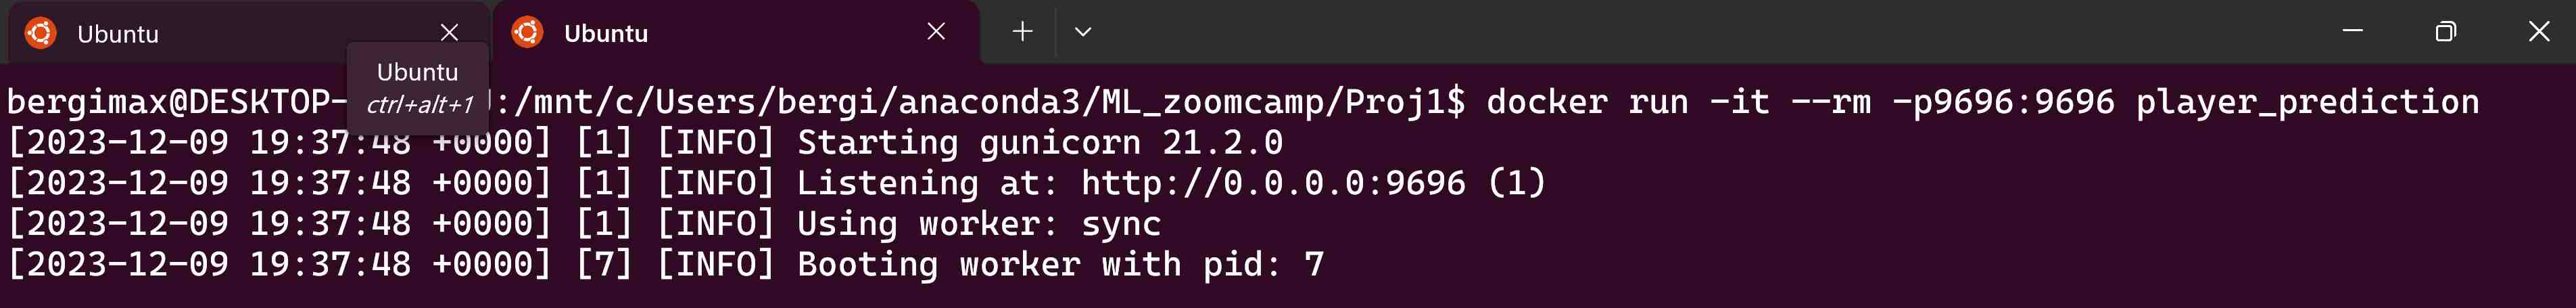 Ubuntu
Ubuntu
Ubuntu
ctrl+alt+1
bergimax@DESKTOP- :/mnt/c/Users/bergi/anaconda3/ML_zoomcamp/Proj1$ docker run -it --rm -p9696:9696 player_prediction
[2023-12-09 19:37:48 +0000] [1] [INFO] Starting gunicorn 21.2.0
[2023-12-09 19:37:48 +0000] [1] [INFO] Listening at: http://0.0.0.0:9696 (1)
[2023-12-09 19:37:48 +0000] [1] [INFO] Using worker: sync
[2023-12-09 19:37:48 +0000] [7] [INFO] Booting worker with pid: 7